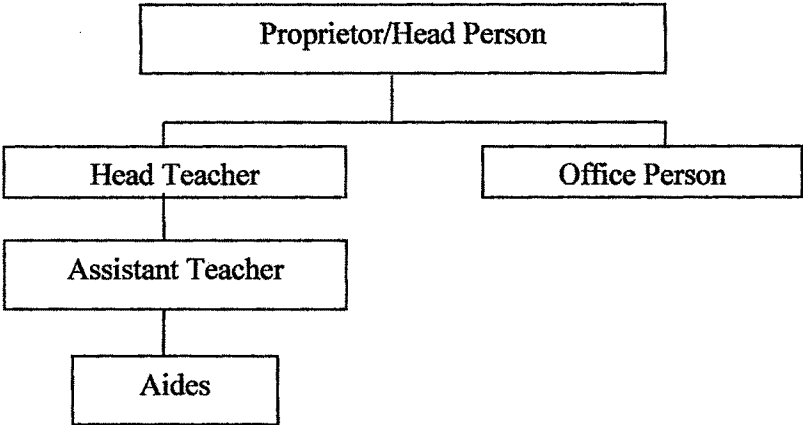 Proprietor/Head Person
Head Teacher
Office Person
Assistant Teacher
Aides